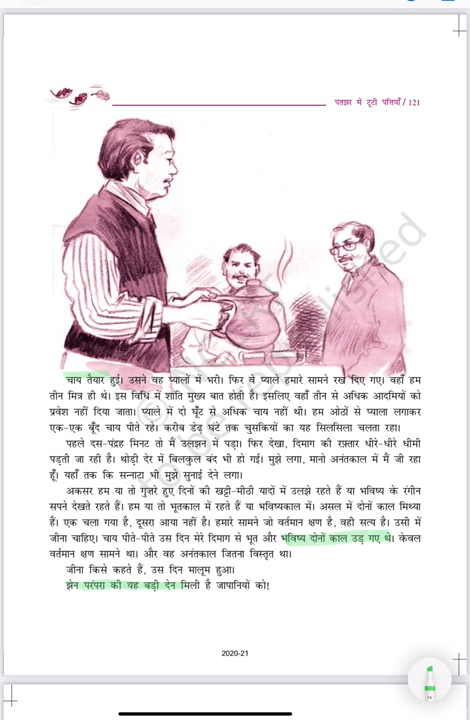 पतझर में टूटी पत्तियाँ / 121
चाय तैयार हुई। उसने वह प्यालों में भरी। फिर वे प्याले हमारे सामने रख दिए गए। वहाँ हम
तीन मित्र ही थे। इस विधि में शांति मुख्य बात होती है। इसलिए वहाँ तीन से अधिक आदमियों को
प्रवेश नहीं दिया जाता। प्याले में दो घूँट से अधिक चाय नहीं थी। हम ओठों से प्याला लगाकर
एक-एक बूँद चाय पीते रहे। करीब डेढ़ घंटे तक चुसकियों का यह सिलसिला चलता रहा।
पहले दस-पंद्रह मिनट तो मैं उलझन में पड़ा। फिर देखा, दिमाग की रफ़्तार धीरे-धीरे धीमी
पड़ती जा रही है। थोड़ी देर में बिलकुल बंद भी हो गई। मुझे लगा, मानो अनंतकाल में मैं जी रहा
हूँ। यहाँ तक कि सन्नाटा भी मुझे सुनाई देने लगा।
अकसर हम या तो गुज़रे हुए दिनों की खट्टी-मीठी यादों में उलझे रहते हैं या भविष्य के रंगीन
सपने देखते रहते हैं। हम या तो भूतकाल में रहते हैं या भविष्यकाल में। असल में दोनों काल मिथ्या
हैं। एक चला गया है, दूसरा आया नहीं है। हमारे सामने जो वर्तमान क्षण है, वही सत्य है। उसी में
जीना चाहिए। चाय पीते-पीते उस दिन मेरे दिमाग से भूत और भविष्य दोनों काल उड़ गए थे। केवल
वर्तमान क्षण सामने था। और वह अनंतकाल जितना विस्तृत था।
जीना किसे कहते हैं, उस दिन मालूम हुआ।
झेन परंपरा की यह बड़ी देन मिली है जापानियों को!
2020-21